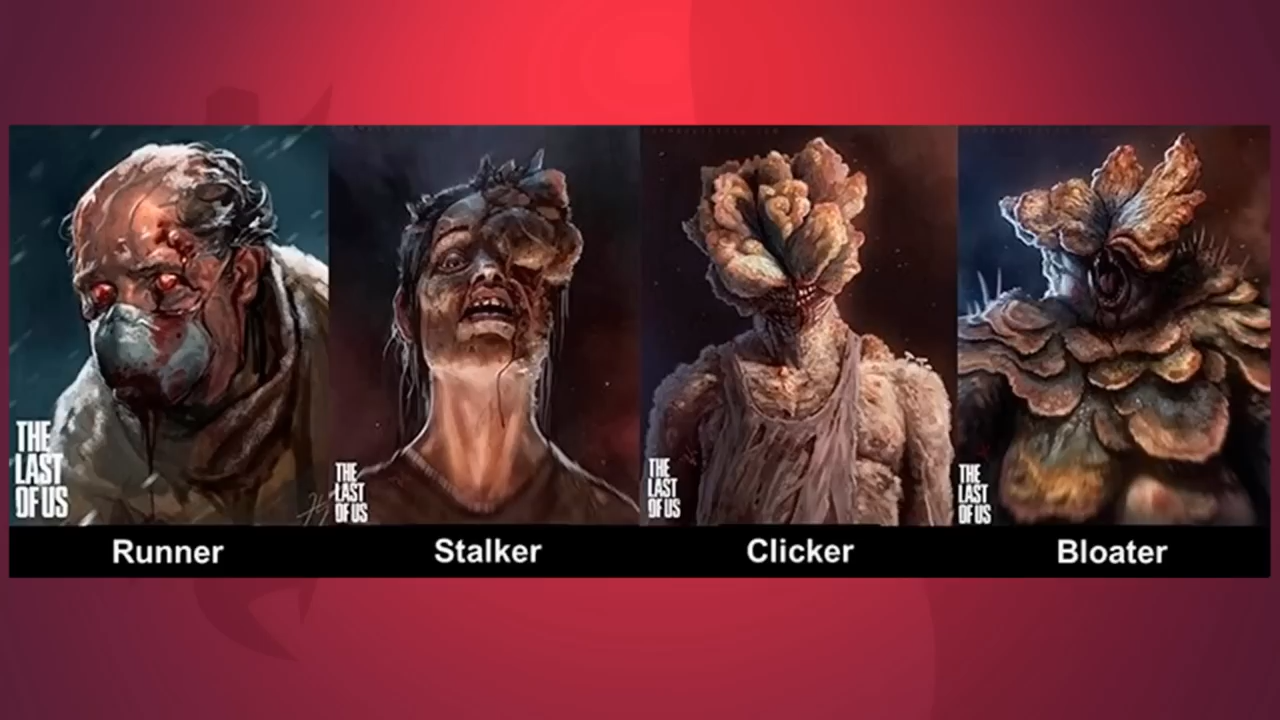 THE
LAST
OF US
THE
LAST
OF US
THE
LAST
OF US
THE
LAST
OF US
Runner
Stalker
Clicker
Bloater